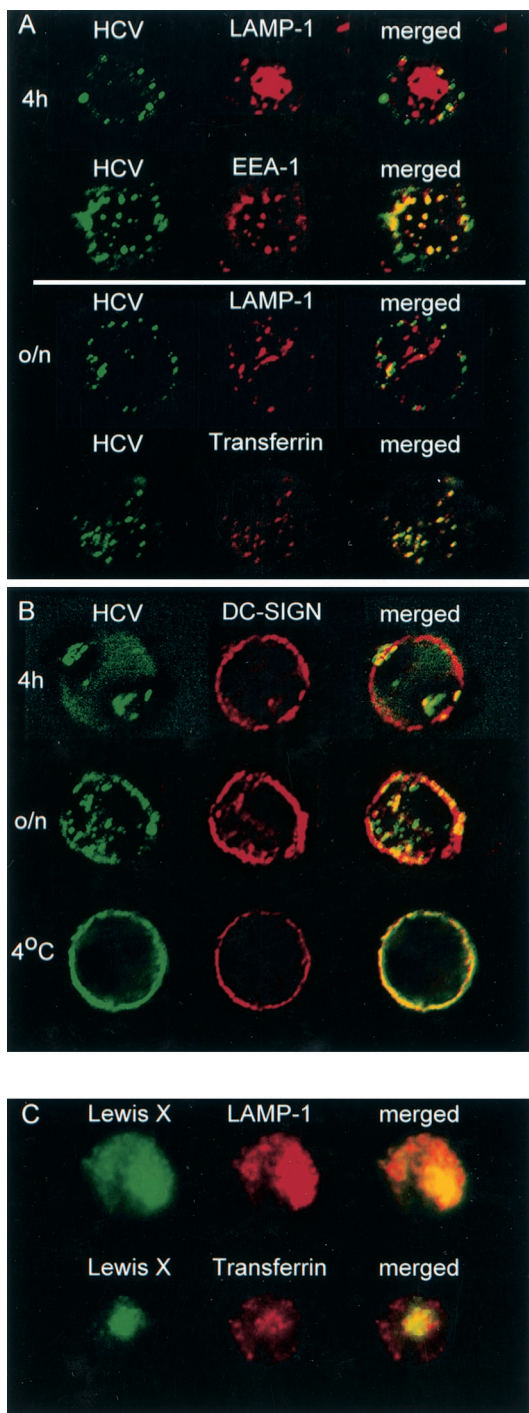 A
HCV LAMP-1 merged
4h
HCV EEA-1 merged
HCV LAMP-1 merged
o/n
HCV Transferrin merged
B
HCV DC-SIGN merged
4h
o/n
4°C
C
Lewis X LAMP-1 merged
Lewis X Transferrin merged